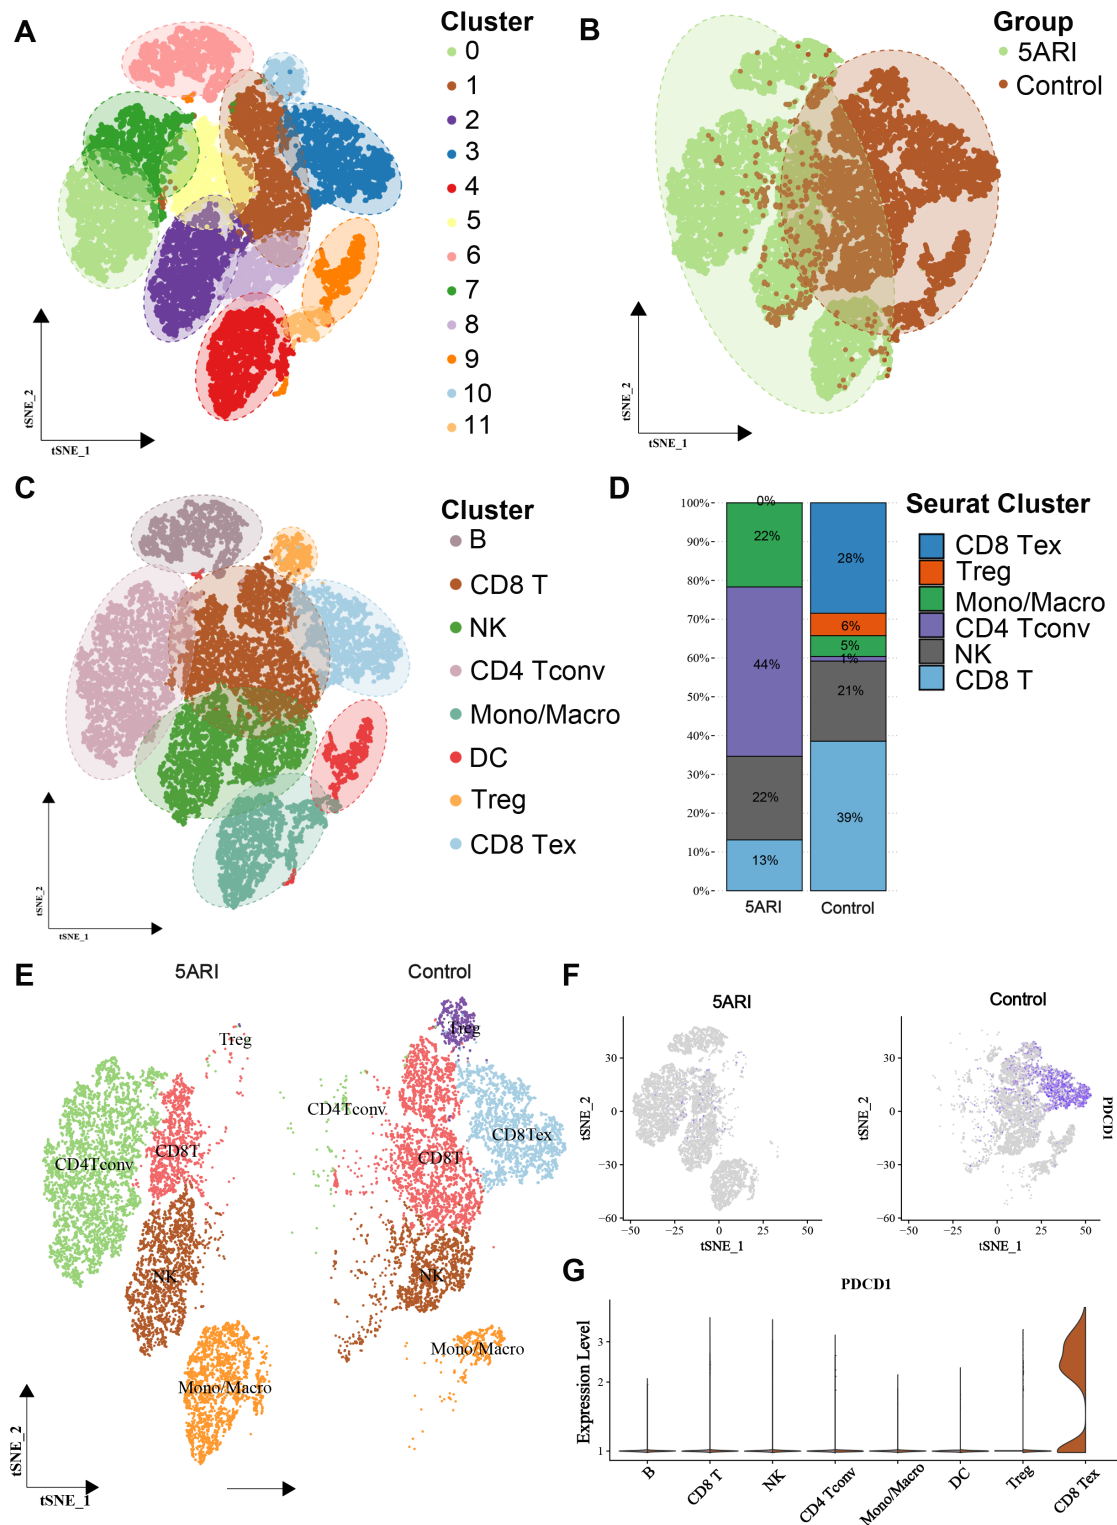 A
Cluster
0
1
2
3
4
5
6
7
8
9
10
11
tSNE_2
tSNE_1
B
Group
5ARI
Control
tSNE_2
tSNE_1
C
Cluster
B
CD8 T
NK
CD4 Tconv
Mono/Macro
DC
Treg
CD8 Tex
tSNE_2
tSNE_1
D
Seurat Cluster
CD8 Tex
Treg
Mono/Macro
CD4 Tconv
NK
CD8 T
100%
90%
80%
70%
60%
50%
40%
30%
20%
10%
0%
0%
22%
44%
22%
13%
28%
6%
5%
1%
21%
39%
5ARI
Control
E
5ARI
Control
Treg
CD4Tconv
CD8T
NK
Mono/Macro
Treg
CD4Tconv
CD8Tex
CD8T
NK
Mono/Macro
tSNE_2
tSNE_1
F
5ARI
Control
30
0
−30
−60
−50
−25
0
25
50
tSNE_2
tSNE_1
30
0
−30
−60
−50
−25
0
25
50
tSNE_2
tSNE_1
PDCD1
G
PDCD1
Expression Level
3
2
1
B
CD8 T
NK
CD4 Tconv
Mono/Macro
DC
Treg
CD8 Tex